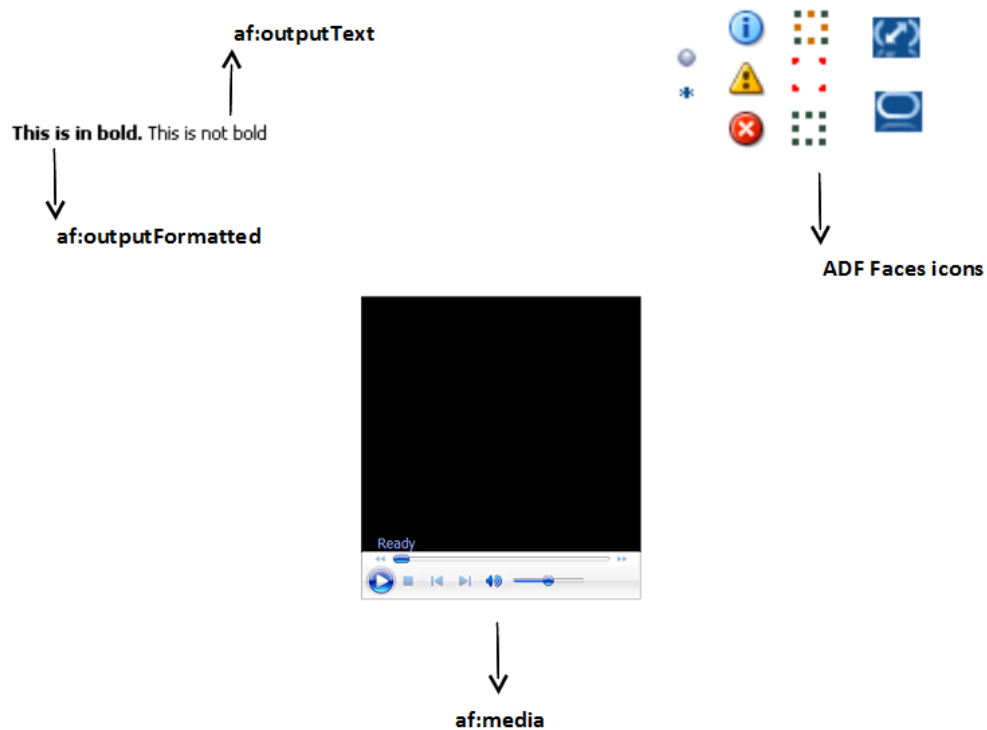 af:outputText
This is in bold. This is not bold
af:outputFormatted
ADF Faces icons
Ready
af:media